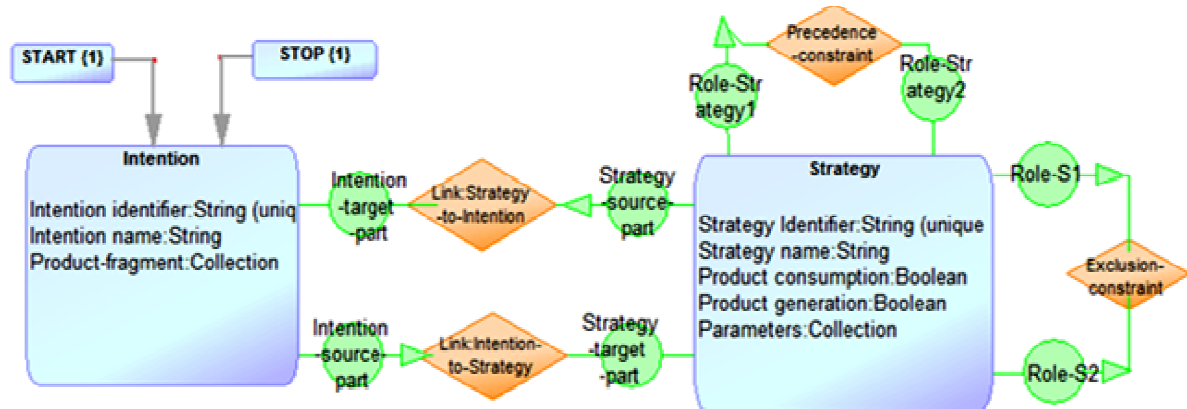 START {1}
STOP {1}
Intention
Intention identifier:String (uniq
Intention name:String
Product-fragment:Collection
Intention
-target
-part
Link:Strategy
-to-Intention
Strategy
-source-
part
Intention
-source-
part
Link:Intention-
to-Strategy
Strategy
-target
-part
Role-Str
ategy1
Precedence
-constraint
Role-Str
ategy2
Strategy
Strategy Identifier:String (unique
Strategy name:String
Product consumption:Boolean
Product generation:Boolean
Parameters:Collection
Role-S1
Exclusion-
constraint
Role-S2